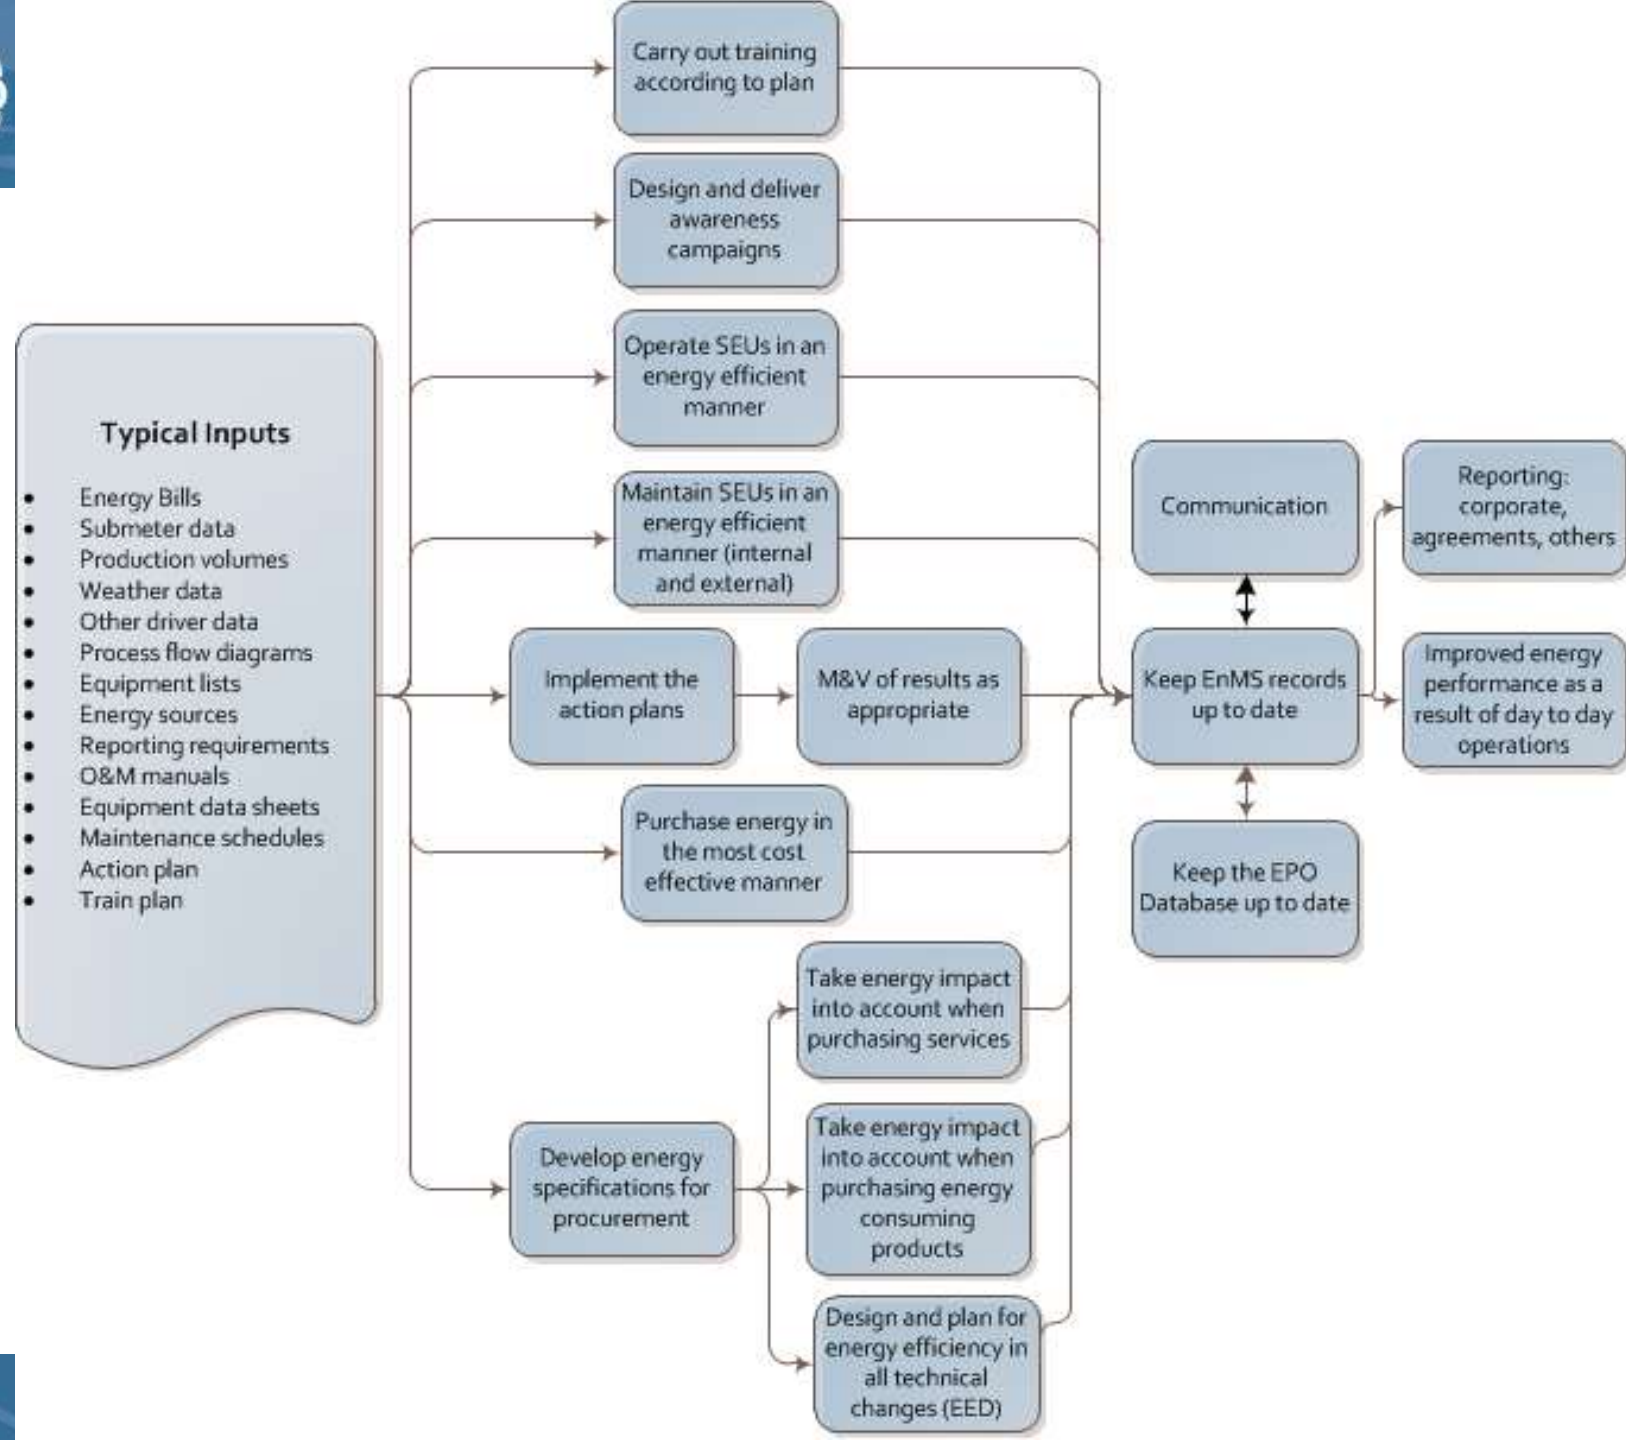 Carry out training
according to plan
Design and deliver
awareness
campaigns
Operate SEUs in an
energy efficient
manner
Maintain SEUs in an
energy efficient
manner (internal
and external)
Typical Inputs
• Energy Bills
• Submeter data
• Production volumes
• Weather data
• Other driver data
• Process flow diagrams
• Equipment lists
• Energy sources
• Reporting requirements
• O&M manuals
• Equipment data sheets
• Maintenance schedules
• Action plan
• Train plan
Implement the
action plans
M&V of results as
appropriate
Purchase energy in
the most cost
effective manner
Develop energy
specifications for
procurement
Take energy impact
into account when
purchasing services
Take energy impact
into account when
purchasing energy
consuming
products
Design and plan for
energy efficiency in
all technical
changes (EED)
Communication
Keep EnMS records
up to date
Keep the EPO
Database up to date
Reporting:
corporate,
agreements, others
Improved energy
performance as a
result of day to day
operations